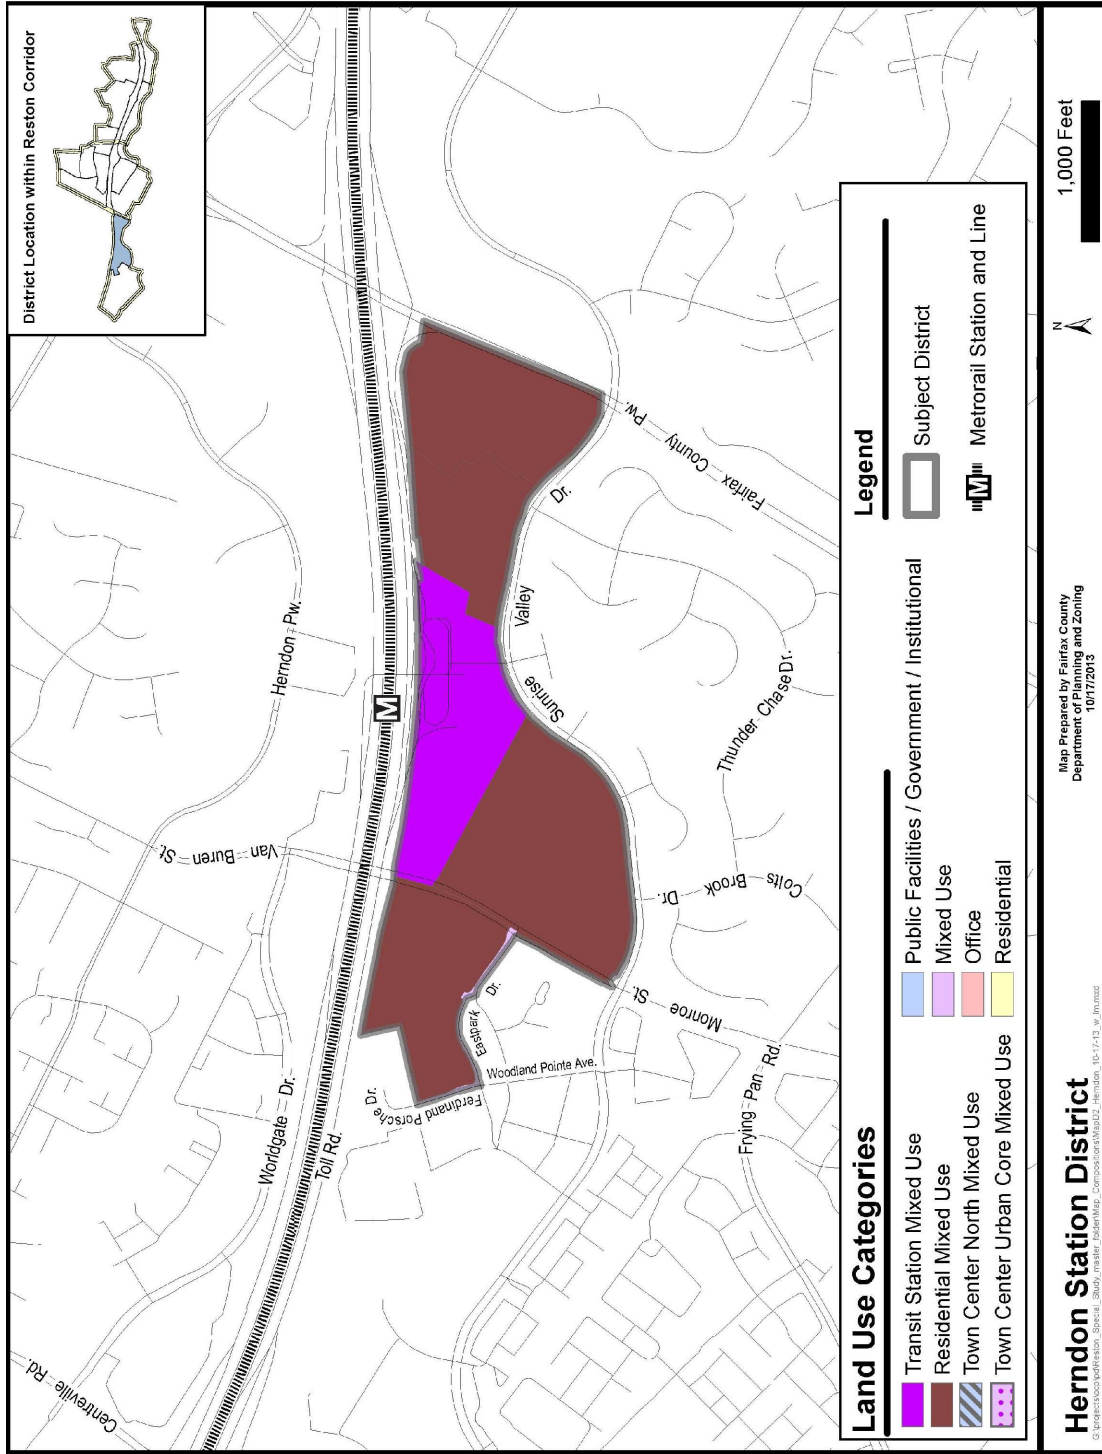 District Location within Reston Corridor
Centreville Rd.
Worldgate Dr.
Toll Rd.
Van Buren St.
Herndon Pw.
M
Ferdinand Porsche Dr.
Eastpark Dr.
Woodland Pointe Ave.
Monroe St.
Frying Pan Rd.
Colts Brook Dr.
Thunder Chase Dr.
Sunrise Valley Dr.
Fairfax County Pw.
Land Use Categories
Transit Station Mixed Use
Residential Mixed Use
Town Center North Mixed Use
Town Center Urban Core Mixed Use
Public Facilities / Government / Institutional
Mixed Use
Office
Residential
Legend
Subject District
M Metrorail Station and Line
Herndon Station District
Map Prepared by Fairfax County
Department of Planning and Zoning
10/17/2013
N
1,000 Feet